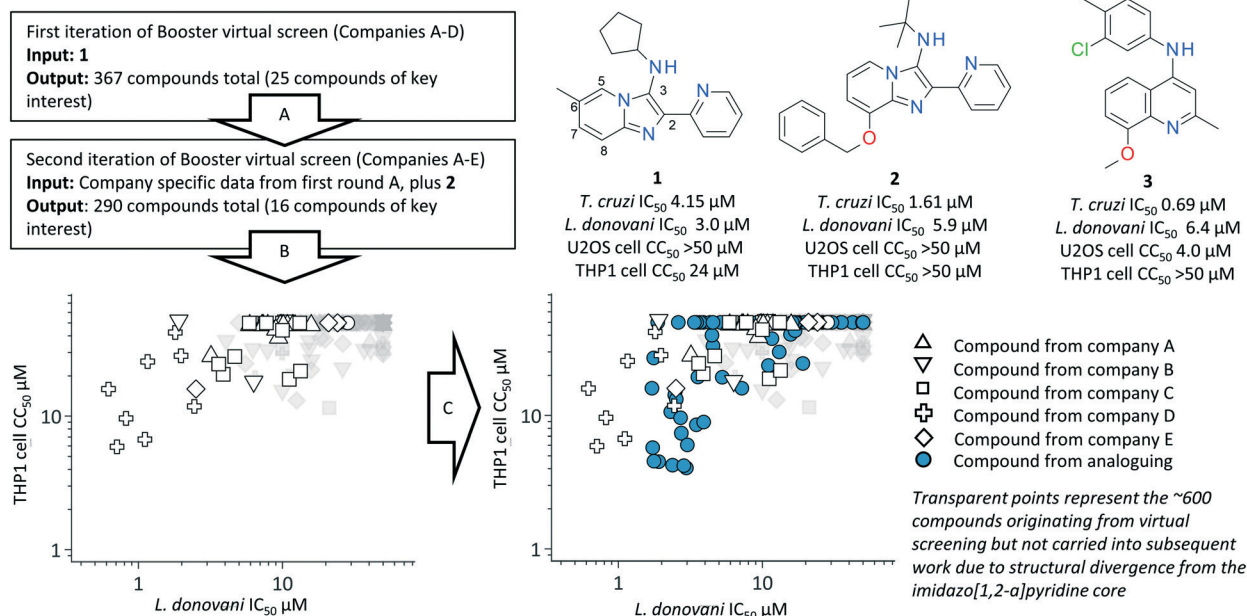 First iteration of Booster virtual screen (Companies A-D)
Input: 1
Output: 367 compounds total (25 compounds of key
interest)
A
Second iteration of Booster virtual screen (Companies A-E)
Input: Company specific data from first round A, plus 2
Output: 290 compounds total (16 compounds of key
interest)
B
NH
5
N
3
N
6
7
8
N
2
1
T. cruzi IC50 4.15 µM
L. donovani IC50 3.0 µM
U2OS cell CC50 >50 µM
THP1 cell CC50 24 µM
NH
N
N
N
O
2
T. cruzi IC50 1.61 µM
L. donovani IC50 5.9 µM
U2OS cell CC50 >50 µM
THP1 cell CC50 >50 µM
Cl
NH
N
O
3
T. cruzi IC50 0.69 µM
L. donovani IC50 6.4 µM
U2OS cell CC50 4.0 µM
THP1 cell CC50 >50 µM
THP1_cell CC50 µM
10
1
1
10
L. donovani IC50 µM
C
THP1_cell CC50 µM
10
1
1
10
L. donovani IC50 µM
Compound from company A
Compound from company B
Compound from company C
Compound from company D
Compound from company E
Compound from analoguing
Transparent points represent the ~600
compounds originating from virtual
screening but not carried into subsequent
work due to structural divergence from the
imidazo[1,2-a]pyridine core